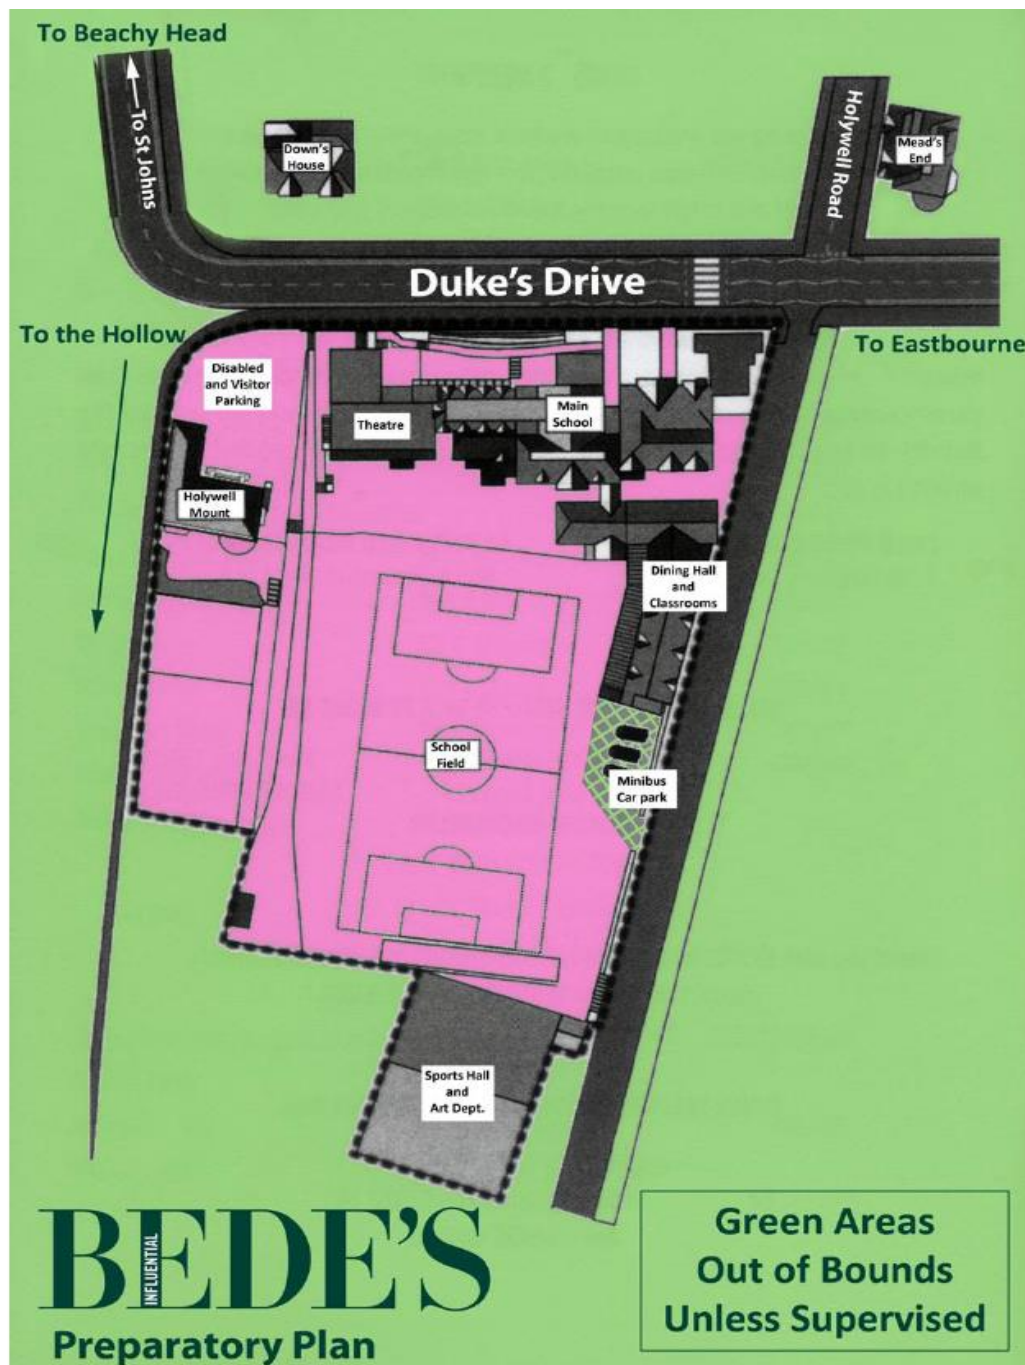 To Beachy Head
To St Johns
Down's
House
Holywell Road
Mead's
End
Duke's Drive
To the Hollow
To Eastbourne
Disabled
and Visitor
Parking
Theatre
Main
School
Holywell
Mount
Dining Hall
and
Classrooms
School
Field
Minibus
Car park
Sports Hall
and
Art Dept.
BEDE'S
INFLUENTIAL
Preparatory Plan
Green Areas
Out of Bounds
Unless Supervised